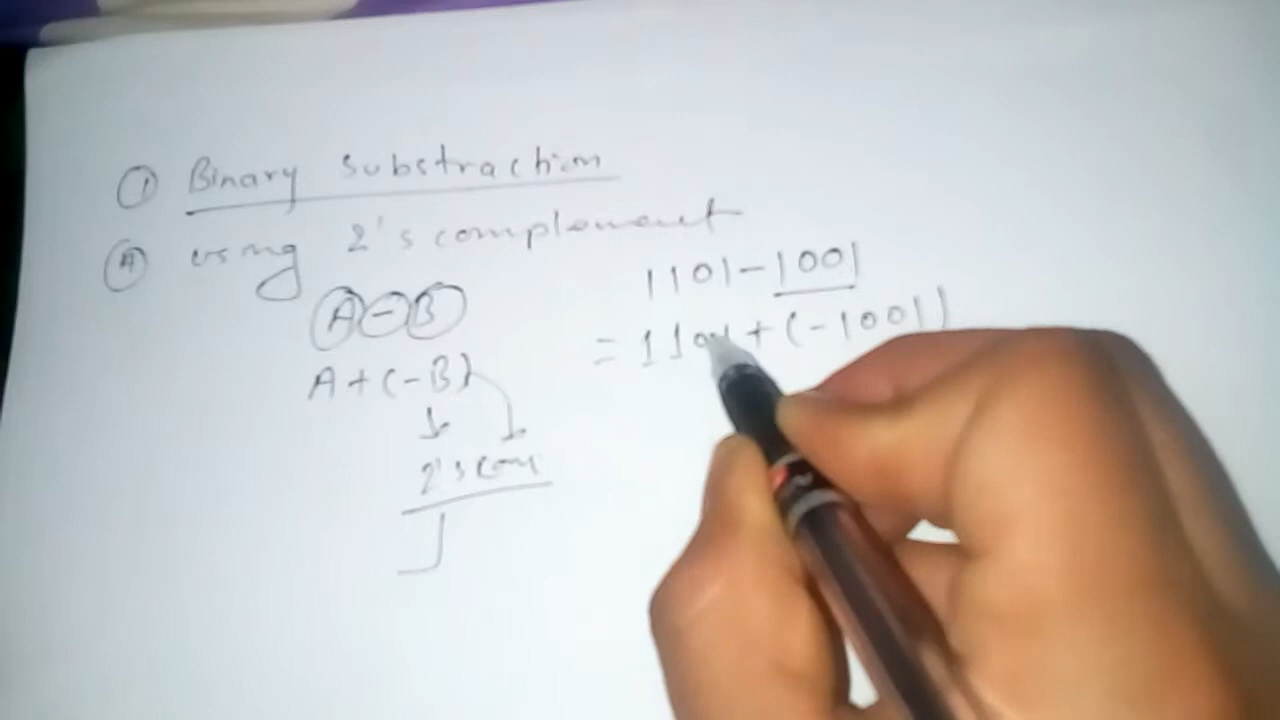 ① Binary Substraction
④ using 2's complement
A - B
A + (-B)
2's com
1101 - 1001
= 1101 + (-1001)